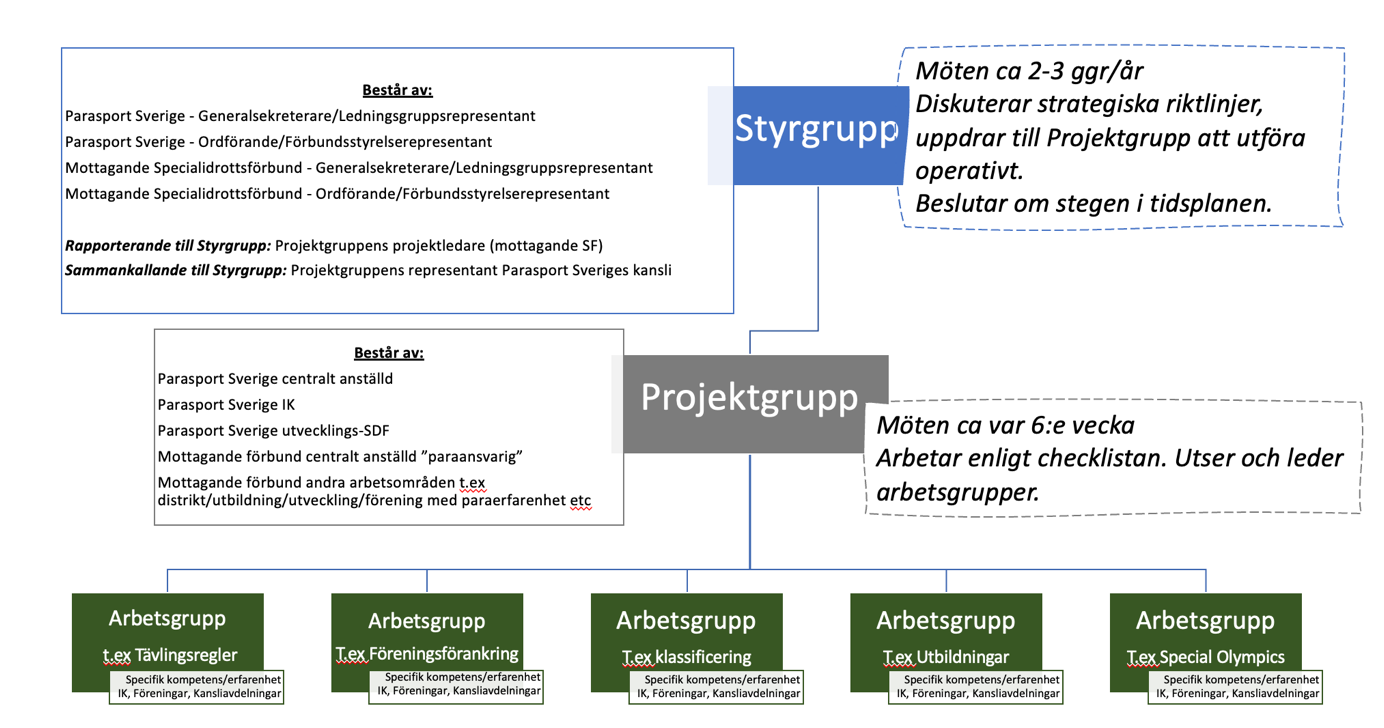 Består av:
Parasport Sverige - Generalsekreterare/Ledningsgruppsrepresentant
Parasport Sverige - Ordförande/Förbundsstyrelserepresentant
Mottagande Specialidrottsförbund - Generalsekreterare/Ledningsgruppsrepresentant
Mottagande Specialidrottsförbund - Ordförande/Förbundsstyrelserepresentant
Rapporterande till Styrgrupp: Projektgruppens projektledare (mottagande SF)
Sammankallande till Styrgrupp: Projektgruppens representant Parasport Sveriges kansli
Styrgrupp
Möten ca 2-3 ggr/år
Diskuterar strategiska riktlinjer,
uppdrar till Projektgrupp att utföra
operativt.
Beslutar om stegen i tidsplanen.
Består av:
Parasport Sverige centralt anställd
Parasport Sverige IK
Parasport Sverige utvecklings-SDF
Mottagande förbund centralt anställd ”paraansvarig”
Mottagande förbund andra arbetsområden t.ex
distrikt/utbildning/utveckling/förening med paraerfarenhet etc
Projektgrupp
Möten ca var 6:e vecka
Arbetar enligt checklistan. Utser och leder
arbetsgrupper.
Arbetsgrupp
t.ex Tävlingsregler
Specifik kompetens/erfarenhet
IK, Föreningar, Kansliavdelningar
Arbetsgrupp
T.ex Föreningsförankring
Specifik kompetens/erfarenhet
IK, Föreningar, Kansliavdelningar
Arbetsgrupp
T.ex klassificering
Specifik kompetens/erfarenhet
IK, Föreningar, Kansliavdelningar
Arbetsgrupp
T.ex Utbildningar
Specifik kompetens/erfarenhet
IK, Föreningar, Kansliavdelningar
Arbetsgrupp
T.ex Special Olympics
Specifik kompetens/erfarenhet
IK, Föreningar, Kansliavdelningar